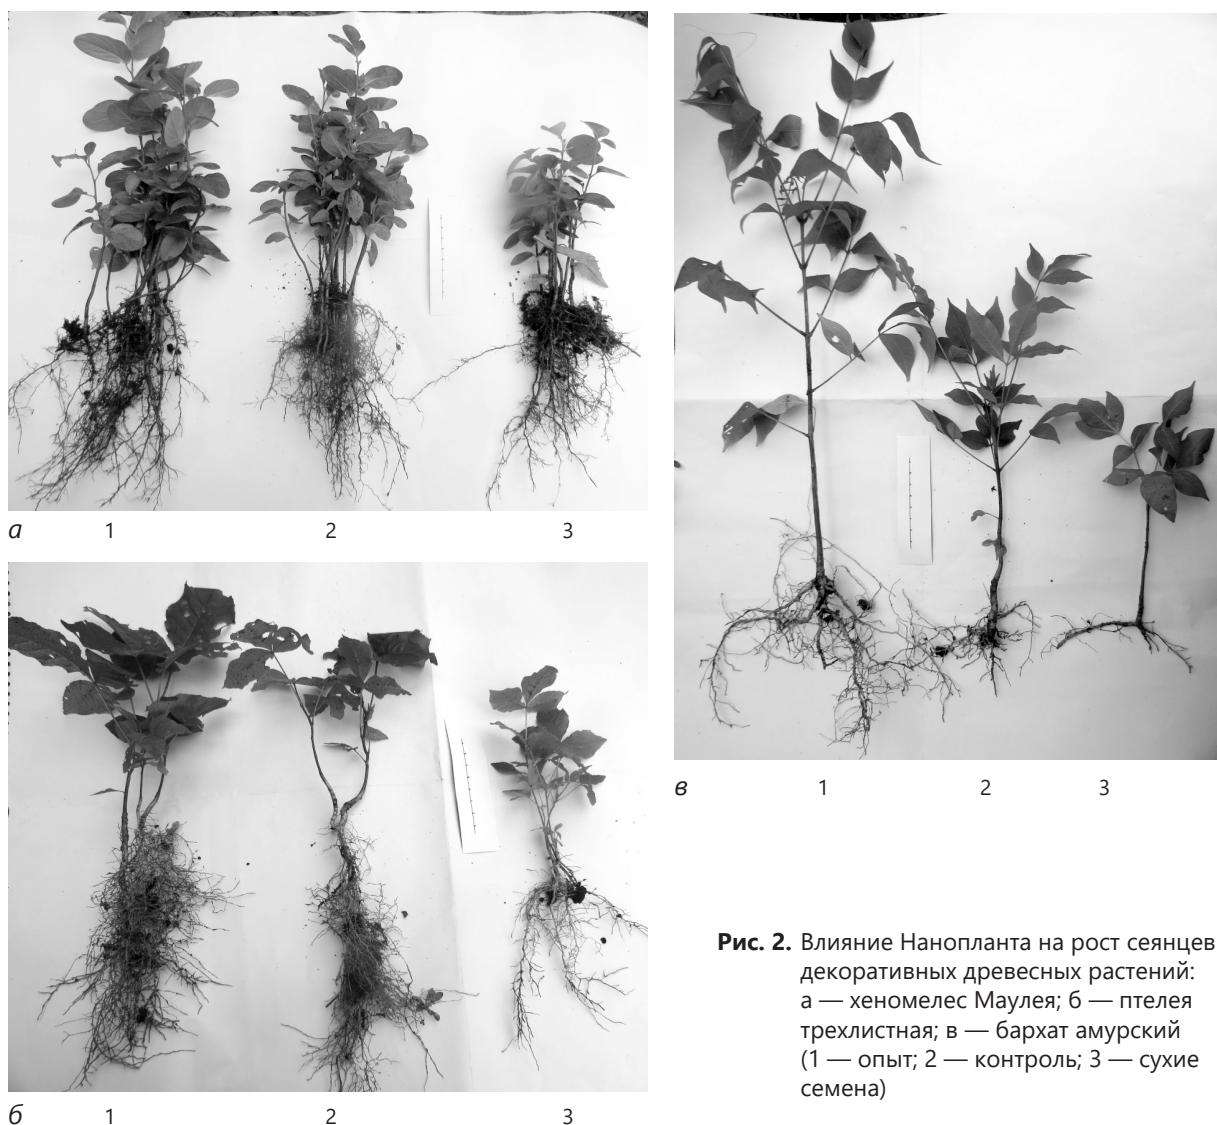 а 1 2 3
б 1 2 3
в 1 2 3
Рис. 2. Влияние Нанопланта на рост сеянцев
декоративных древесных растений:
а — хеномелес Маулея; б — птелея
трехлистная; в — бархат амурский
(1 — опыт; 2 — контроль; 3 — сухие
семена)